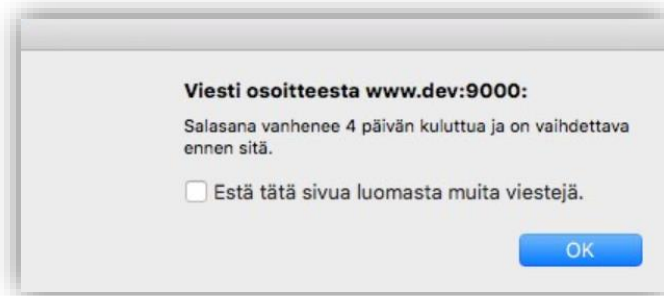 Viesti osoitteesta www.dev:9000:
Salasana vanhenee 4 päivän kuluttua ja on vaihdettava
ennen sitä.
Estä tätä sivua luomasta muita viestejä.
OK